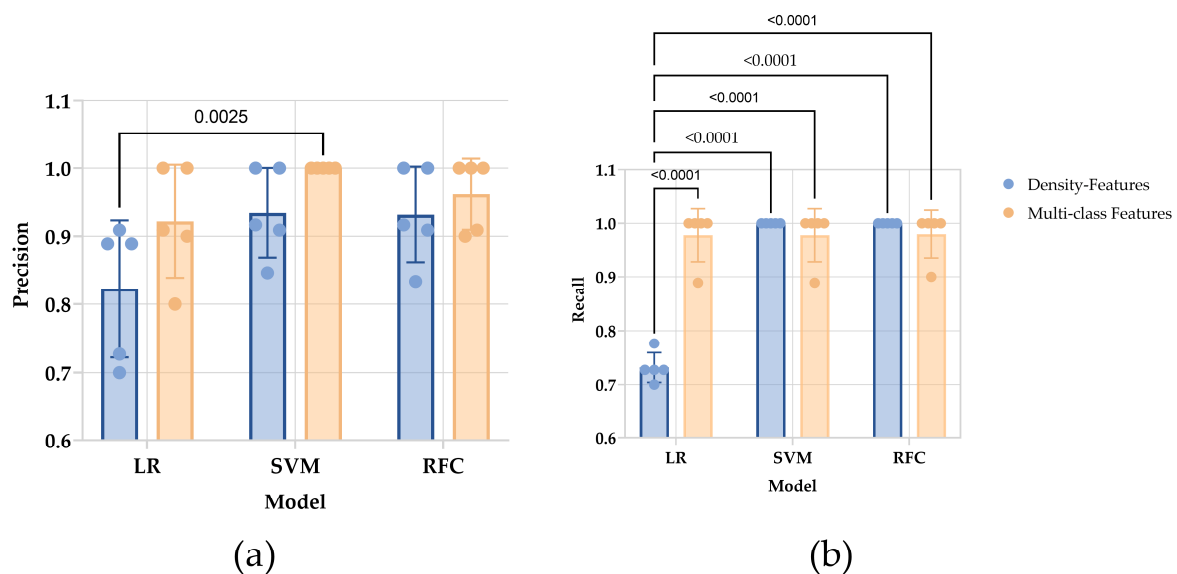 1.1
1.0
0.9
0.8
0.7
0.6
Precision
0.0025
LR SVM RFC
Model
(a)
<0.0001
<0.0001
<0.0001
<0.0001
<0.0001
1.1
1.0
0.9
0.8
0.7
0.6
Recall
LR SVM RFC
Model
(b)
Density-Features
Multi-class Features